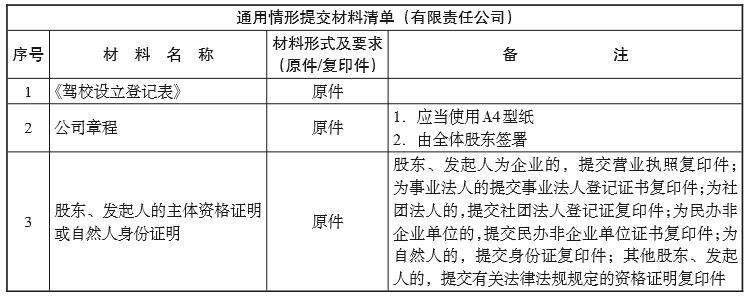 通用情形提交材料清单（有限责任公司）
序号 材料名称 材料形式及要求（原件/复印件） 备注
1 《驾校设立登记表》 原件
2 公司章程 原件 1．应当使用A4型纸
2．由全体股东签署
3 股东、发起人的主体资格证明或自然人身份证明 原件 股东、发起人为企业的，提交营业执照复印件；
为事业法人的提交事业法人登记证书复印件；为社
团法人的，提交社团法人登记证复印件；为民办非
企业单位的，提交民办非企业单位证书复印件；为
自然人的，提交身份证复印件；其他股东、发起
人的，提交有关法律法规规定的资格证明复印件